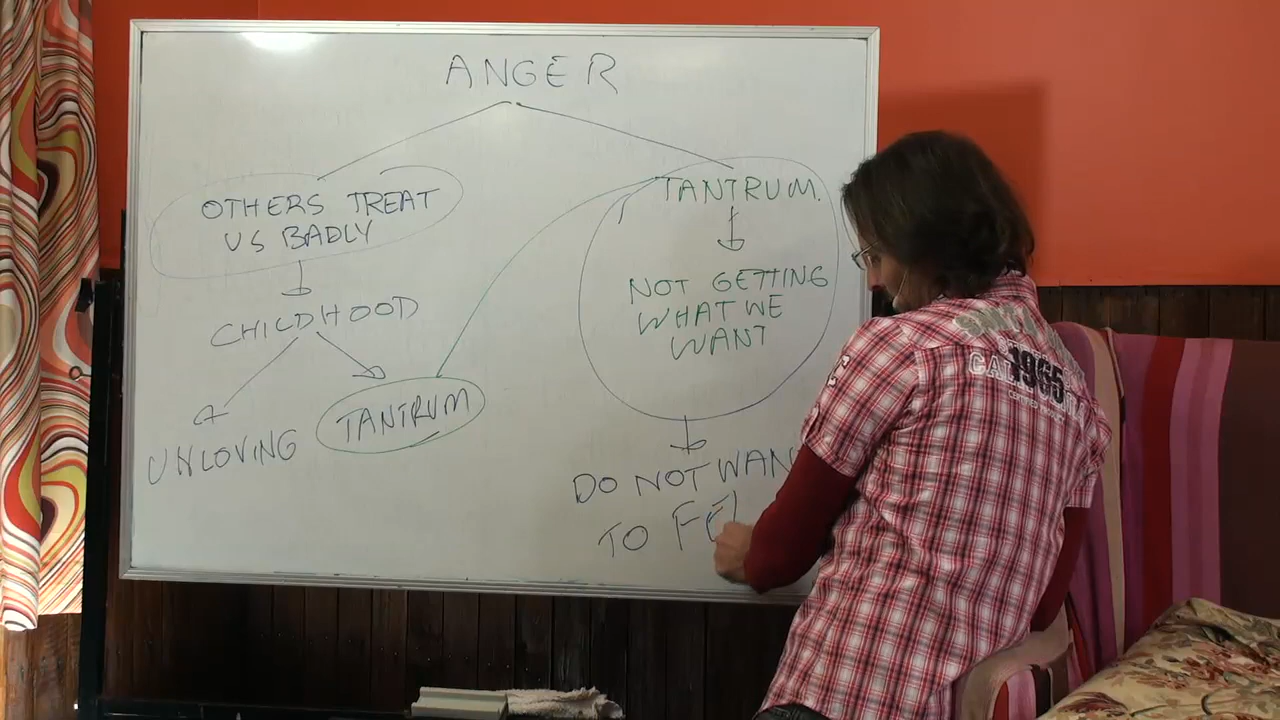 ANGER
OTHERS TREAT
US BADLY
CHILDHOOD
UNLOVING
TANTRUM
TANTRUM.
NOT GETTING
WHAT WE
WANT
DO NOT WAN
TO FE
1965